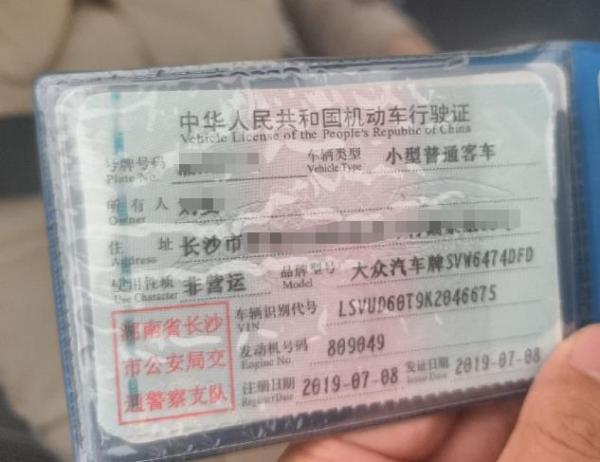 中华人民共和国机动车行驶证
Vehicle License of the People's Republic of China
号牌号码 车辆类型 小型普通客车
Plate No. Vehicle Type
所有人
Owner
住址 长沙市
Address
使用性质 非营运 品牌型号 大众汽车牌SVW6474DFD
Use Character Model
车辆识别代号 LSVUD60T9K2046675
VIN
发动机号码 809049
Engine No.
注册日期 2019-07-08 发证日期 2019-07-08
Register Date Issue Date
湖南省长沙
市公安局交
通警察支队